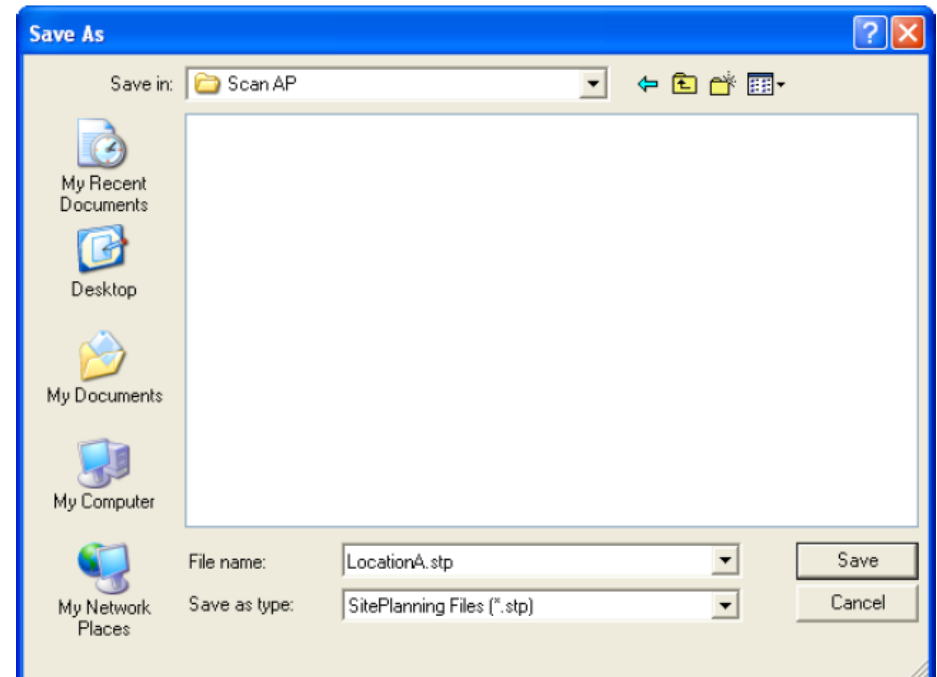 Save As
Save in: Scan AP
My Recent
Documents
Desktop
My Documents
My Computer
My Network
Places
File name: LocationA.stp
Save as type: SitePlanning Files (*.stp)
Save
Cancel